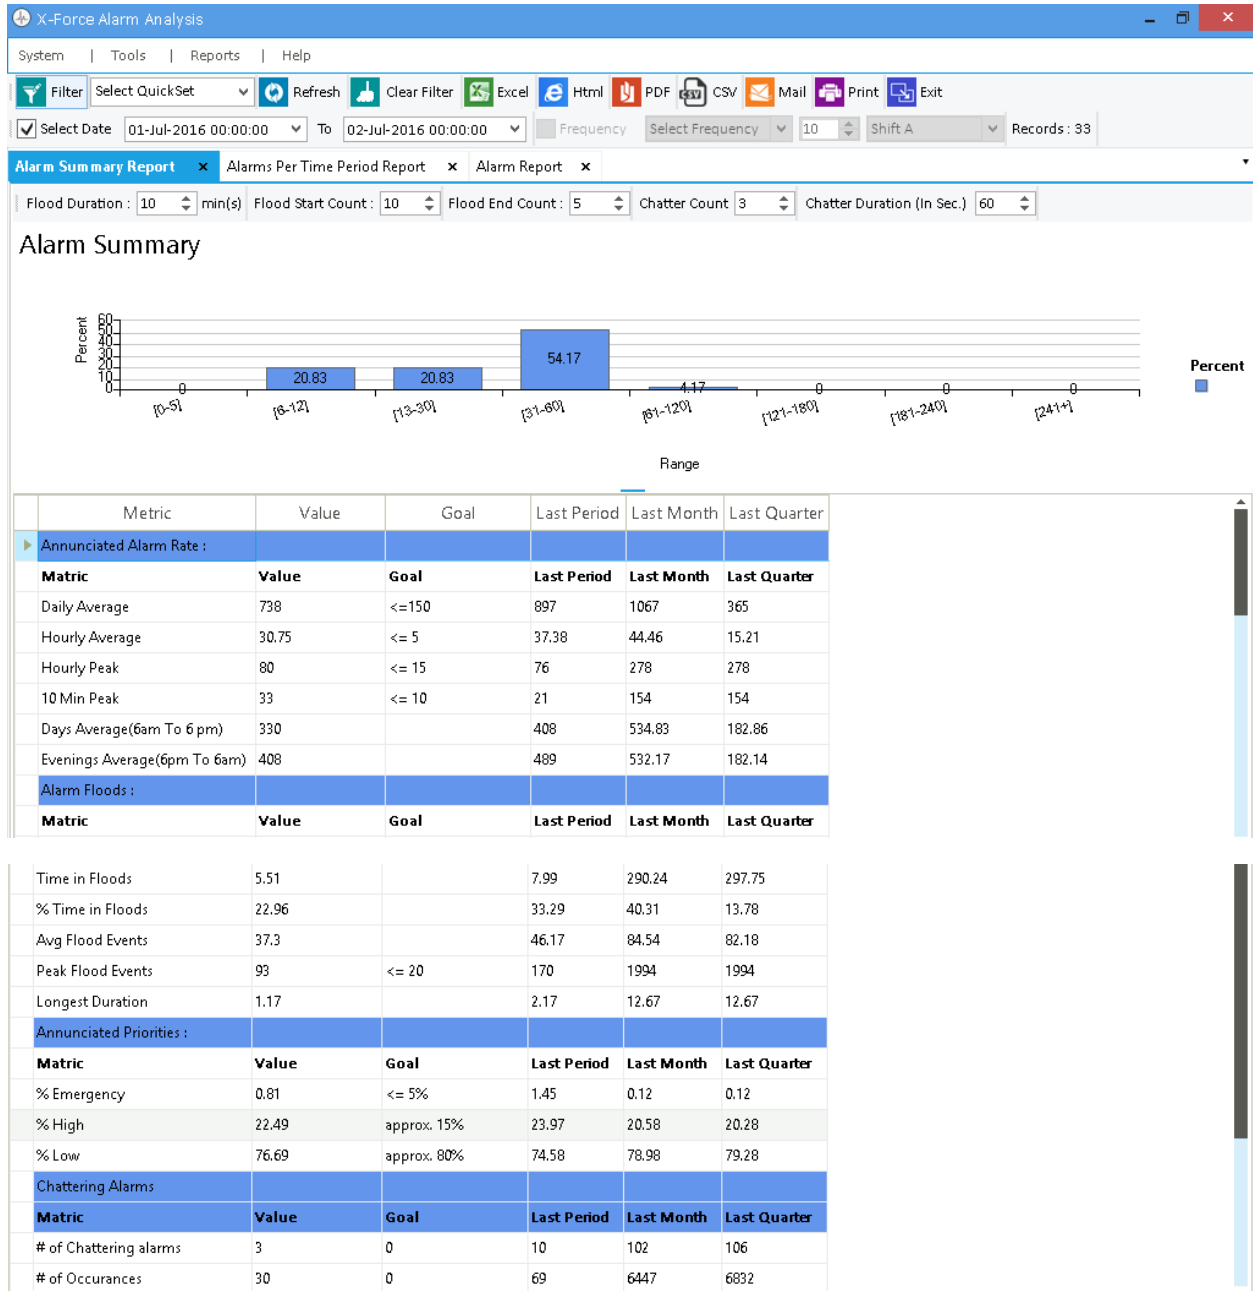 X-Force Alarm Analysis
System | Tools | Reports | Help
Filter Select QuickSet Refresh Clear Filter Excel Html PDF CSV Mail Print Exit
Select Date 01-Jul-2016 00:00:00 To 02-Jul-2016 00:00:00 Frequency Select Frequency 10 Shift A Records : 33
Alarm Summary Report x Alarms Per Time Period Report x Alarm Report x
Flood Duration : 10 min(s) Flood Start Count : 10 Flood End Count : 5 Chatter Count 3 Chatter Duration (In Sec.) 60
Alarm Summary
Percent
60
50
40
30
20
10
0
0 20.83 20.83 54.17 4.17 0 0 0
[0-5] [6-12] [13-30] [31-60] [61-120] [121-180] [181-240] [241+]
Range
Percent
Metric Value Goal Last Period Last Month Last Quarter
Annunciated Alarm Rate :
Matric Value Goal Last Period Last Month Last Quarter
Daily Average 738 <=150 897 1067 365
Hourly Average 30.75 <= 5 37.38 44.46 15.21
Hourly Peak 80 <= 15 76 278 278
10 Min Peak 33 <= 10 21 154 154
Days Average(6am To 6 pm) 330 408 534.83 182.86
Evenings Average(6pm To 6am) 408 489 532.17 182.14
Alarm Floods :
Matric Value Goal Last Period Last Month Last Quarter
Time in Floods 5.51 7.99 290.24 297.75
% Time in Floods 22.96 33.29 40.31 13.78
Avg Flood Events 37.3 46.17 84.54 82.18
Peak Flood Events 93 <= 20 170 1994 1994
Longest Duration 1.17 2.17 12.67 12.67
Annunciated Priorities :
Matric Value Goal Last Period Last Month Last Quarter
% Emergency 0.81 <= 5% 1.45 0.12 0.12
% High 22.49 approx. 15% 23.97 20.58 20.28
% Low 76.69 approx. 80% 74.58 78.98 79.28
Chattering Alarms
Matric Value Goal Last Period Last Month Last Quarter
# of Chattering alarms 3 0 10 102 106
# of Occurances 30 0 69 6447 6832